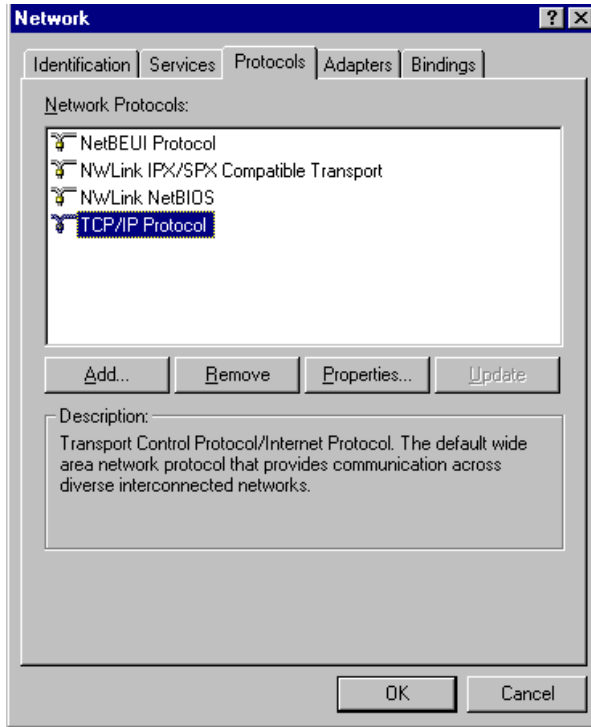 Network
Identification Services Protocols Adapters Bindings
Network Protocols:
NetBEUI Protocol
NWLink IPX/SPX Compatible Transport
NWLink NetBIOS
TCP/IP Protocol
Add... Remove Properties... Update
Description:
Transport Control Protocol/Internet Protocol. The default wide
area network protocol that provides communication across
diverse interconnected networks.
OK Cancel